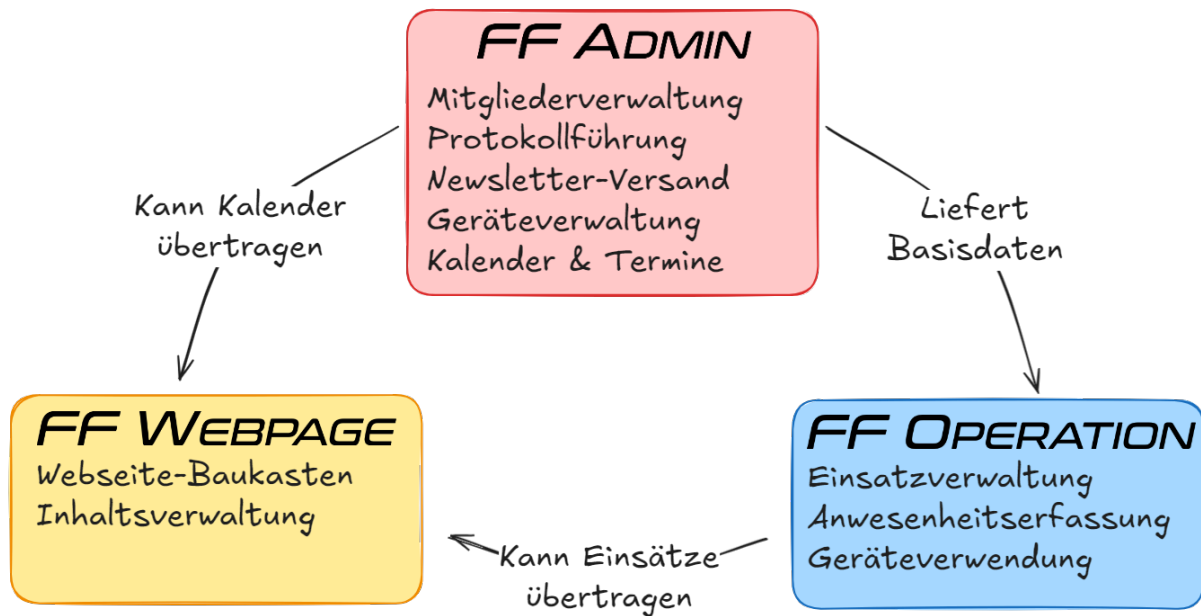 FF ADMIN
Mitgliederverwaltung
Protokollführung
Newsletter-Versand
Geräteverwaltung
Kalender & Termine
Kann Kalender
übertragen
Liefert
Basisdaten
FF WEBPAGE
Webseite-Baukasten
Inhaltsverwaltung
FF OPERATION
Einsatzverwaltung
Anwesenheitserfassung
Geräteverwendung
Kann Einsätze
übertragen